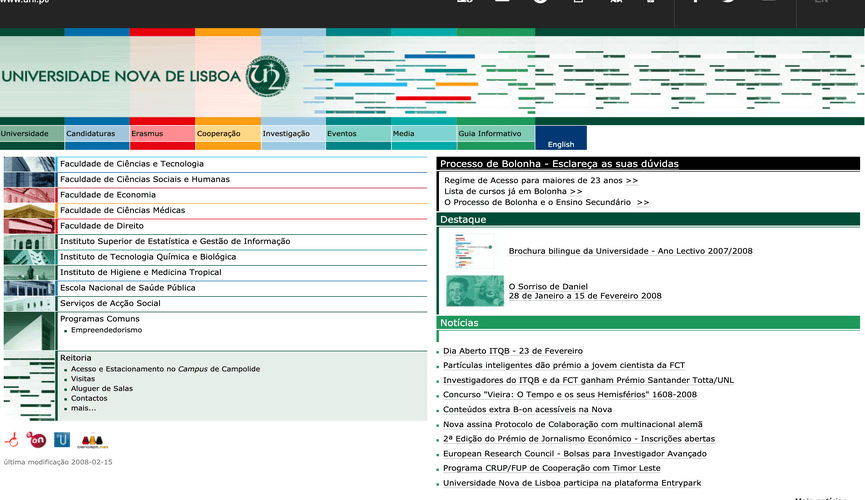 www.unl.pt
EN
UNIVERSIDADE NOVA DE LISBOA
Universidade
Candidaturas
Erasmus
Cooperação
Investigação
Eventos
Media
Guia Informativo
English
Faculdade de Ciências e Tecnologia
Faculdade de Ciências Sociais e Humanas
Faculdade de Economia
Faculdade de Ciências Médicas
Faculdade de Direito
Instituto Superior de Estatística e Gestão de Informação
Instituto de Tecnologia Química e Biológica
Instituto de Higiene e Medicina Tropical
Escola Nacional de Saúde Pública
Serviços de Acção Social
Programas Comuns
Empreendedorismo
Reitoria
Acesso e Estacionamento no Campus de Campolide
Visitas
Aluguer de Salas
Contactos
mais...
última modificação 2008-02-15
Processo de Bolonha - Esclareça as suas dúvidas
Regime de Acesso para maiores de 23 anos >>
Lista de cursos já em Bolonha >>
O Processo de Bolonha e o Ensino Secundário >>
Destaque
Brochura bilingue da Universidade - Ano Lectivo 2007/2008
O Sorriso de Daniel
28 de Janeiro a 15 de Fevereiro 2008
Notícias
Dia Aberto ITQB - 23 de Fevereiro
Partículas inteligentes dão prémio a jovem cientista da FCT
Investigadores do ITQB e da FCT ganham Prémio Santander Totta/UNL
Concurso "Vieira: O Tempo e os seus Hemisférios" 1608-2008
Conteúdos extra B-on acessíveis na Nova
Nova assina Protocolo de Colaboração com multinacional alemã
2ª Edição do Prémio de Jornalismo Económico - Inscrições abertas
European Research Council - Bolsas para Investigador Avançado
Programa CRUP/FUP de Cooperação com Timor Leste
Universidade Nova de Lisboa participa na plataforma Entrypark